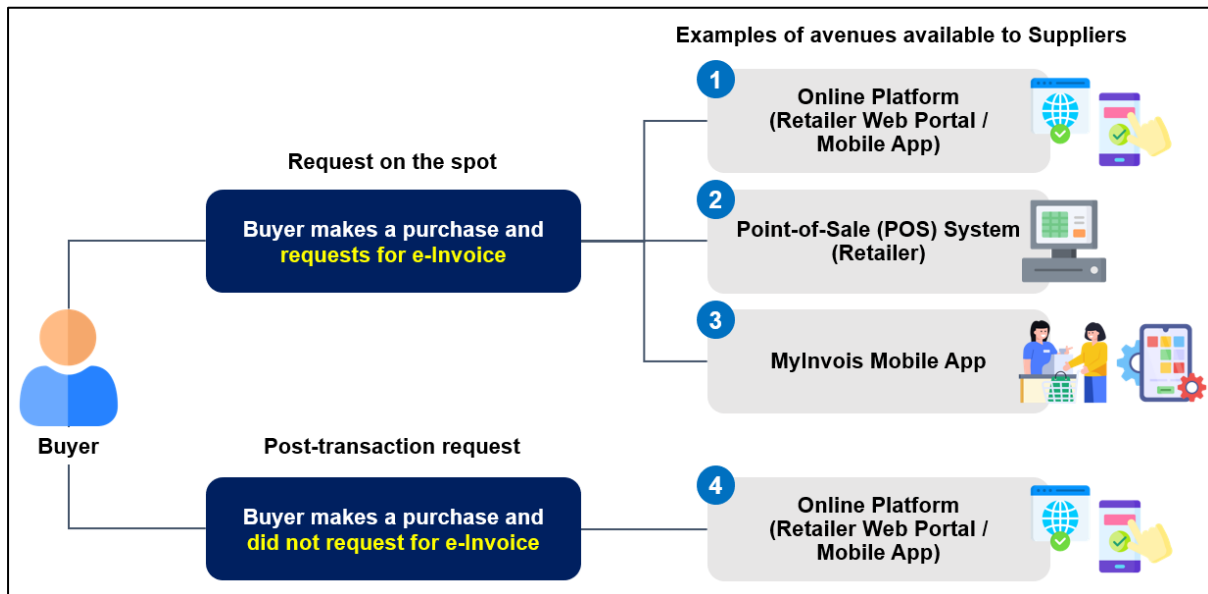 Examples of avenues available to Suppliers
1
Online Platform
(Retailer Web Portal /
Mobile App)
Request on the spot
Buyer makes a purchase and
requests for e-Invoice
2
Point-of-Sale (POS) System
(Retailer)
3
MyInvois Mobile App
Buyer
Post-transaction request
Buyer makes a purchase and
did not request for e-Invoice
4
Online Platform
(Retailer Web Portal /
Mobile App)